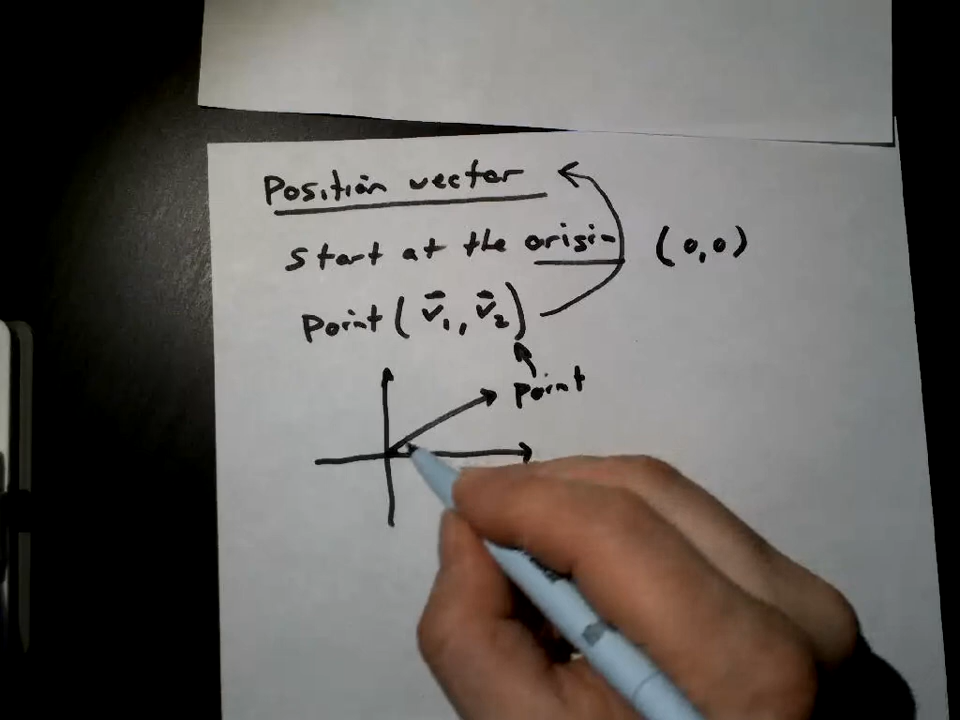 Position vector
Start at the origin (0,0)
Point (v̄₁, v̄₂)
Point